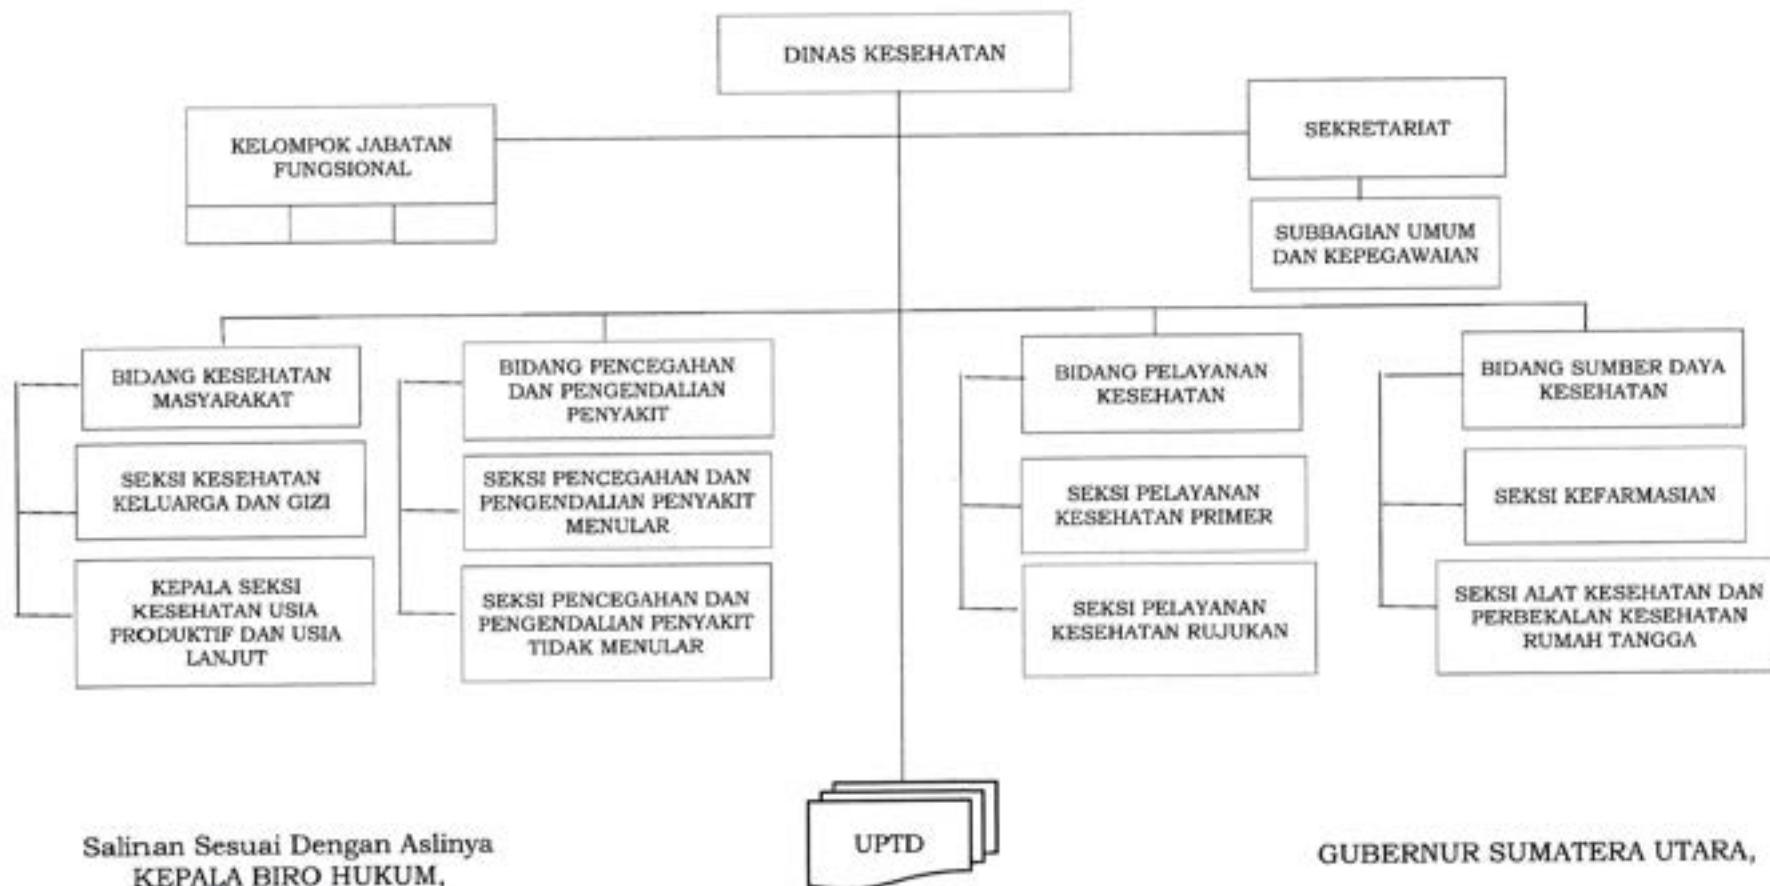 DINAS KESEHATAN
KELOMPOK JABATAN
FUNGSIONAL
SEKRETARIAT
SUBBAGIAN UMUM
DAN KEPEGAWAIAN
BIDANG KESEHATAN
MASYARAKAT
SEKSI KESEHATAN
KELUARGA DAN GIZI
KEPALA SEKSI
KESEHATAN USIA
PRODUKTIF DAN USIA
LANJUT
BIDANG PENCEGAHAN
DAN PENGENDALIAN
PENYAKIT
SEKSI PENCEGAHAN DAN
PENGENDALIAN PENYAKIT
MENULAR
SEKSI PENCEGAHAN DAN
PENGENDALIAN PENYAKIT
TIDAK MENULAR
BIDANG PELAYANAN
KESEHATAN
SEKSI PELAYANAN
KESEHATAN PRIMER
SEKSI PELAYANAN
KESEHATAN RUJUKAN
BIDANG SUMBER DAYA
KESEHATAN
SEKSI KEFARMASIAN
SEKSI ALAT KESEHATAN DAN
PERBEKALAN KESEHATAN
RUMAH TANGGA
UPTD
Salinan Sesuai Dengan Aslinya
KEPALA BIRO HUKUM,
GUBERNUR SUMATERA UTARA,